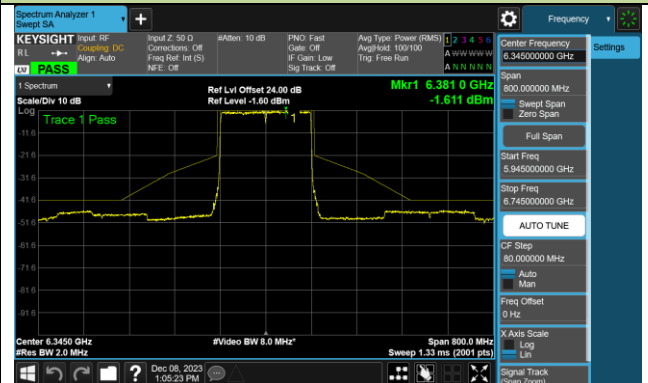 Spectrum Analyzer 1
Swept SA
Frequency
KEYSIGHT
Input: RF
Coupling: DC
Align: Auto
Input Z: 50 Ω
Corrections: Off
Freq Ref: Int (S)
NFE: Off
#Atten: 10 dB
PNO: Fast
Gate: Off
IF Gain: Low
Sig Track: Off
Avg Type: Power (RMS)
Avg|Hold: 100/100
Trig: Free Run
1 2 3 4 5 6
A W W W W W
A N N N N N
R L
LXI
PASS
1 Spectrum
Scale/Div 10 dB
Ref Lvl Offset 24.00 dB
Ref Level -1.60 dBm
Mkr1 6.381 0 GHz
-1.611 dBm
Log
Trace 1 Pass
1
-11.6
-21.6
-31.6
-41.6
-51.6
-61.6
-71.6
-81.6
-91.6
Center 6.3450 GHz
#Res BW 2.0 MHz
#Video BW 8.0 MHz*
Span 800.0 MHz
Sweep 1.33 ms (2001 pts)
Dec 08, 2023
1:05:23 PM
Center Frequency
6.345000000 GHz
Settings
Span
800.000000 MHz
Swept Span
Zero Span
Full Span
Start Freq
5.945000000 GHz
Stop Freq
6.745000000 GHz
AUTO TUNE
CF Step
80.000000 MHz
Auto
Man
Freq Offset
0 Hz
X Axis Scale
Log
Lin
Signal Track
(Span Zoom)